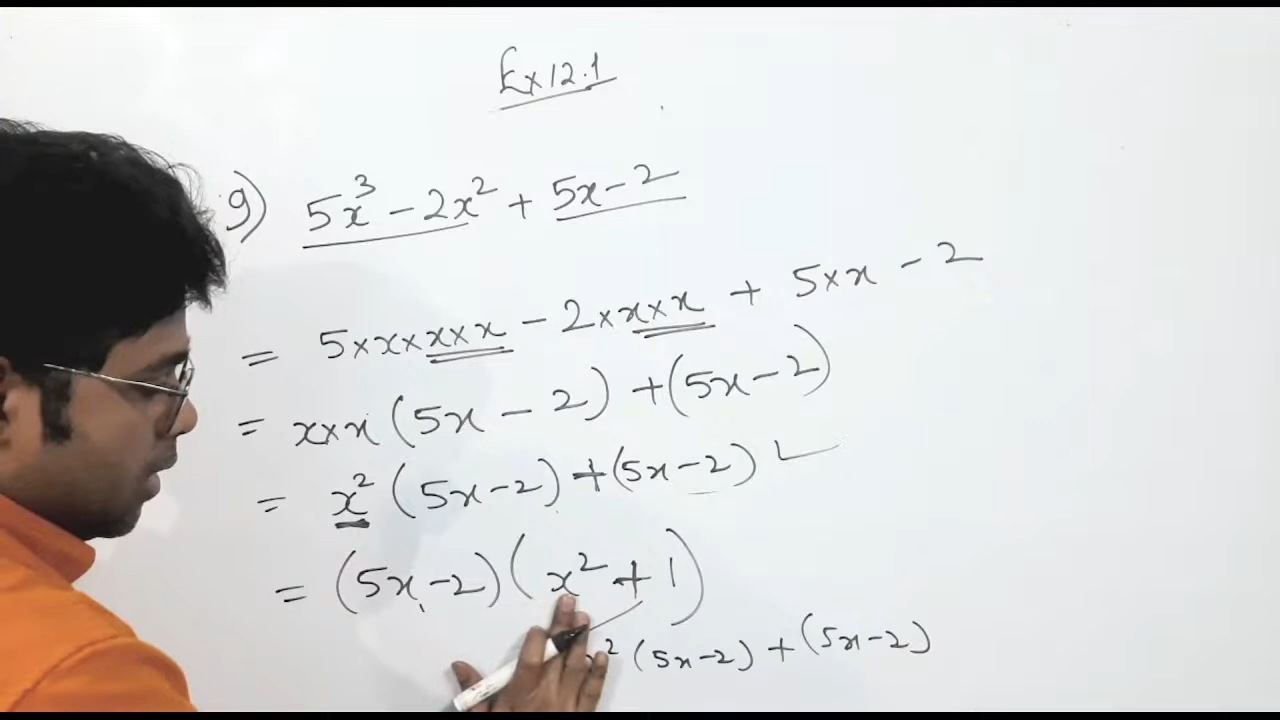 Ex 12.1
9) 5x³ - 2x² + 5x - 2
= 5×x×x×x - 2×x×x + 5×x - 2
= x×x (5x - 2) + (5x - 2)
= x² (5x - 2) + (5x - 2)
= (5x - 2) (x² + 1)
² (5x - 2) + (5x - 2)